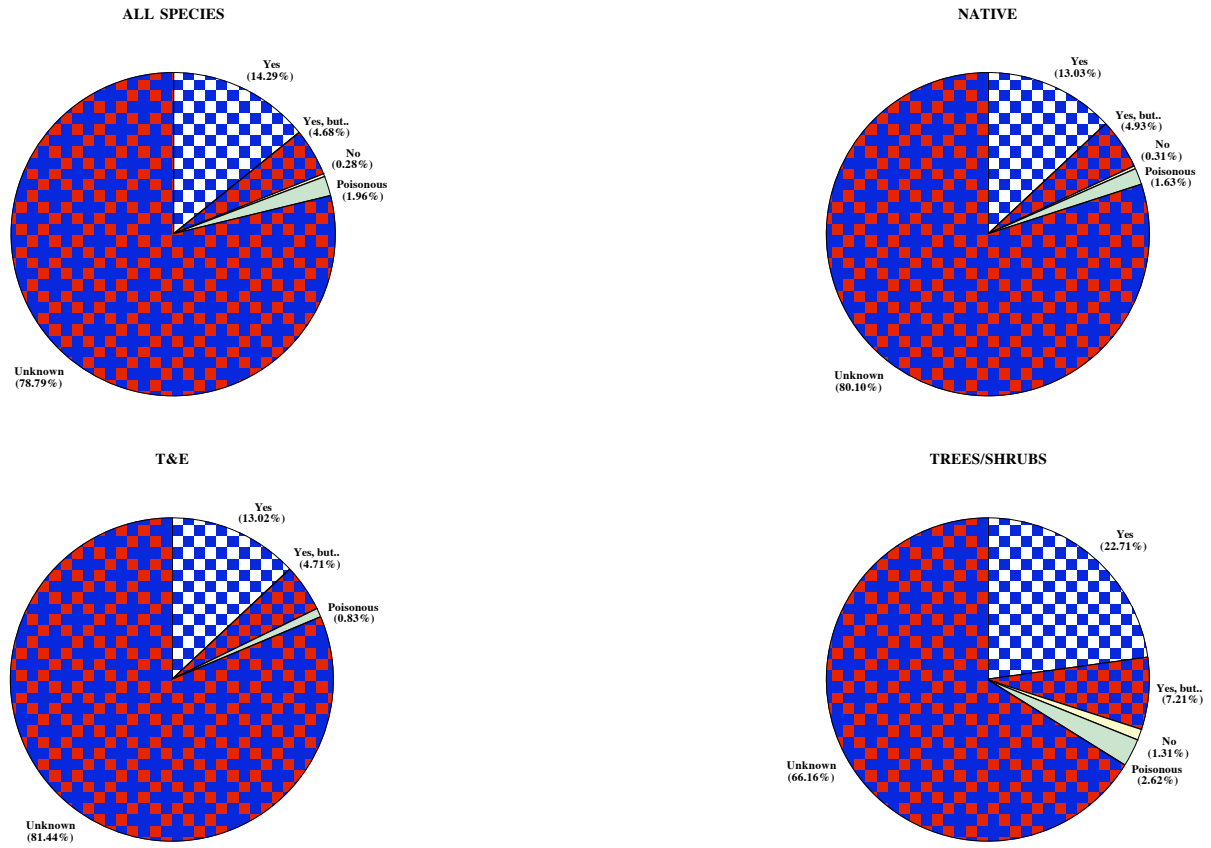 ALL SPECIES
Yes
(14.29%)
Yes, but..
(4.68%)
No
(0.28%)
Poisonous
(1.96%)
Unknown
(78.79%)
NATIVE
Yes
(13.03%)
Yes, but..
(4.93%)
No
(0.31%)
Poisonous
(1.63%)
Unknown
(80.10%)
T&E
Yes
(13.02%)
Yes, but..
(4.71%)
Poisonous
(0.83%)
Unknown
(81.44%)
TREES/SHRUBS
Yes
(22.71%)
Yes, but..
(7.21%)
No
(1.31%)
Poisonous
(2.62%)
Unknown
(66.16%)